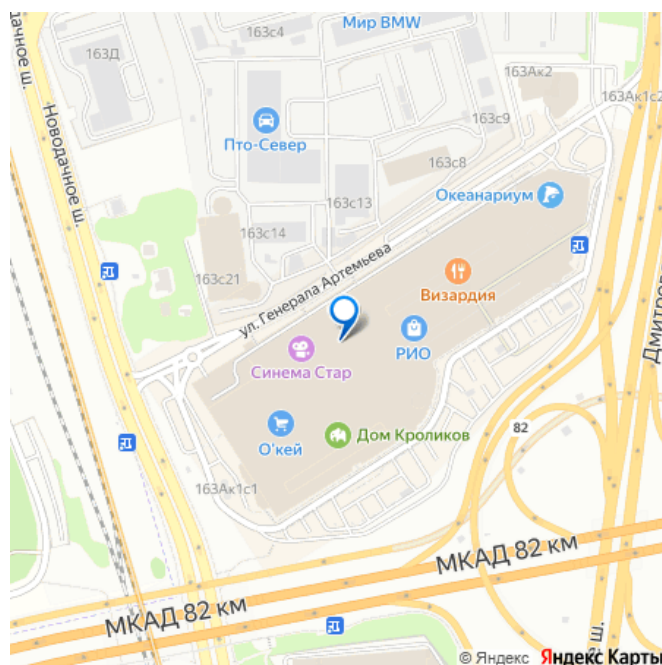 163с4
Мир BMW
163Д
дачное ш.
Новодачное ш.
163Ак2
163Ак1с2
163с9
Пто-Север
163с8
Океанариум
163с13
163с14
163с21
ул. Генерала Артемьева
Визардия
РИО
Синема Стар
Дмитров
О'кей
Дом Кроликов
82
163Ак1с1
МКАД 82 км
МКАД 82 км
ш.
© Яндекс Яндекс Карты